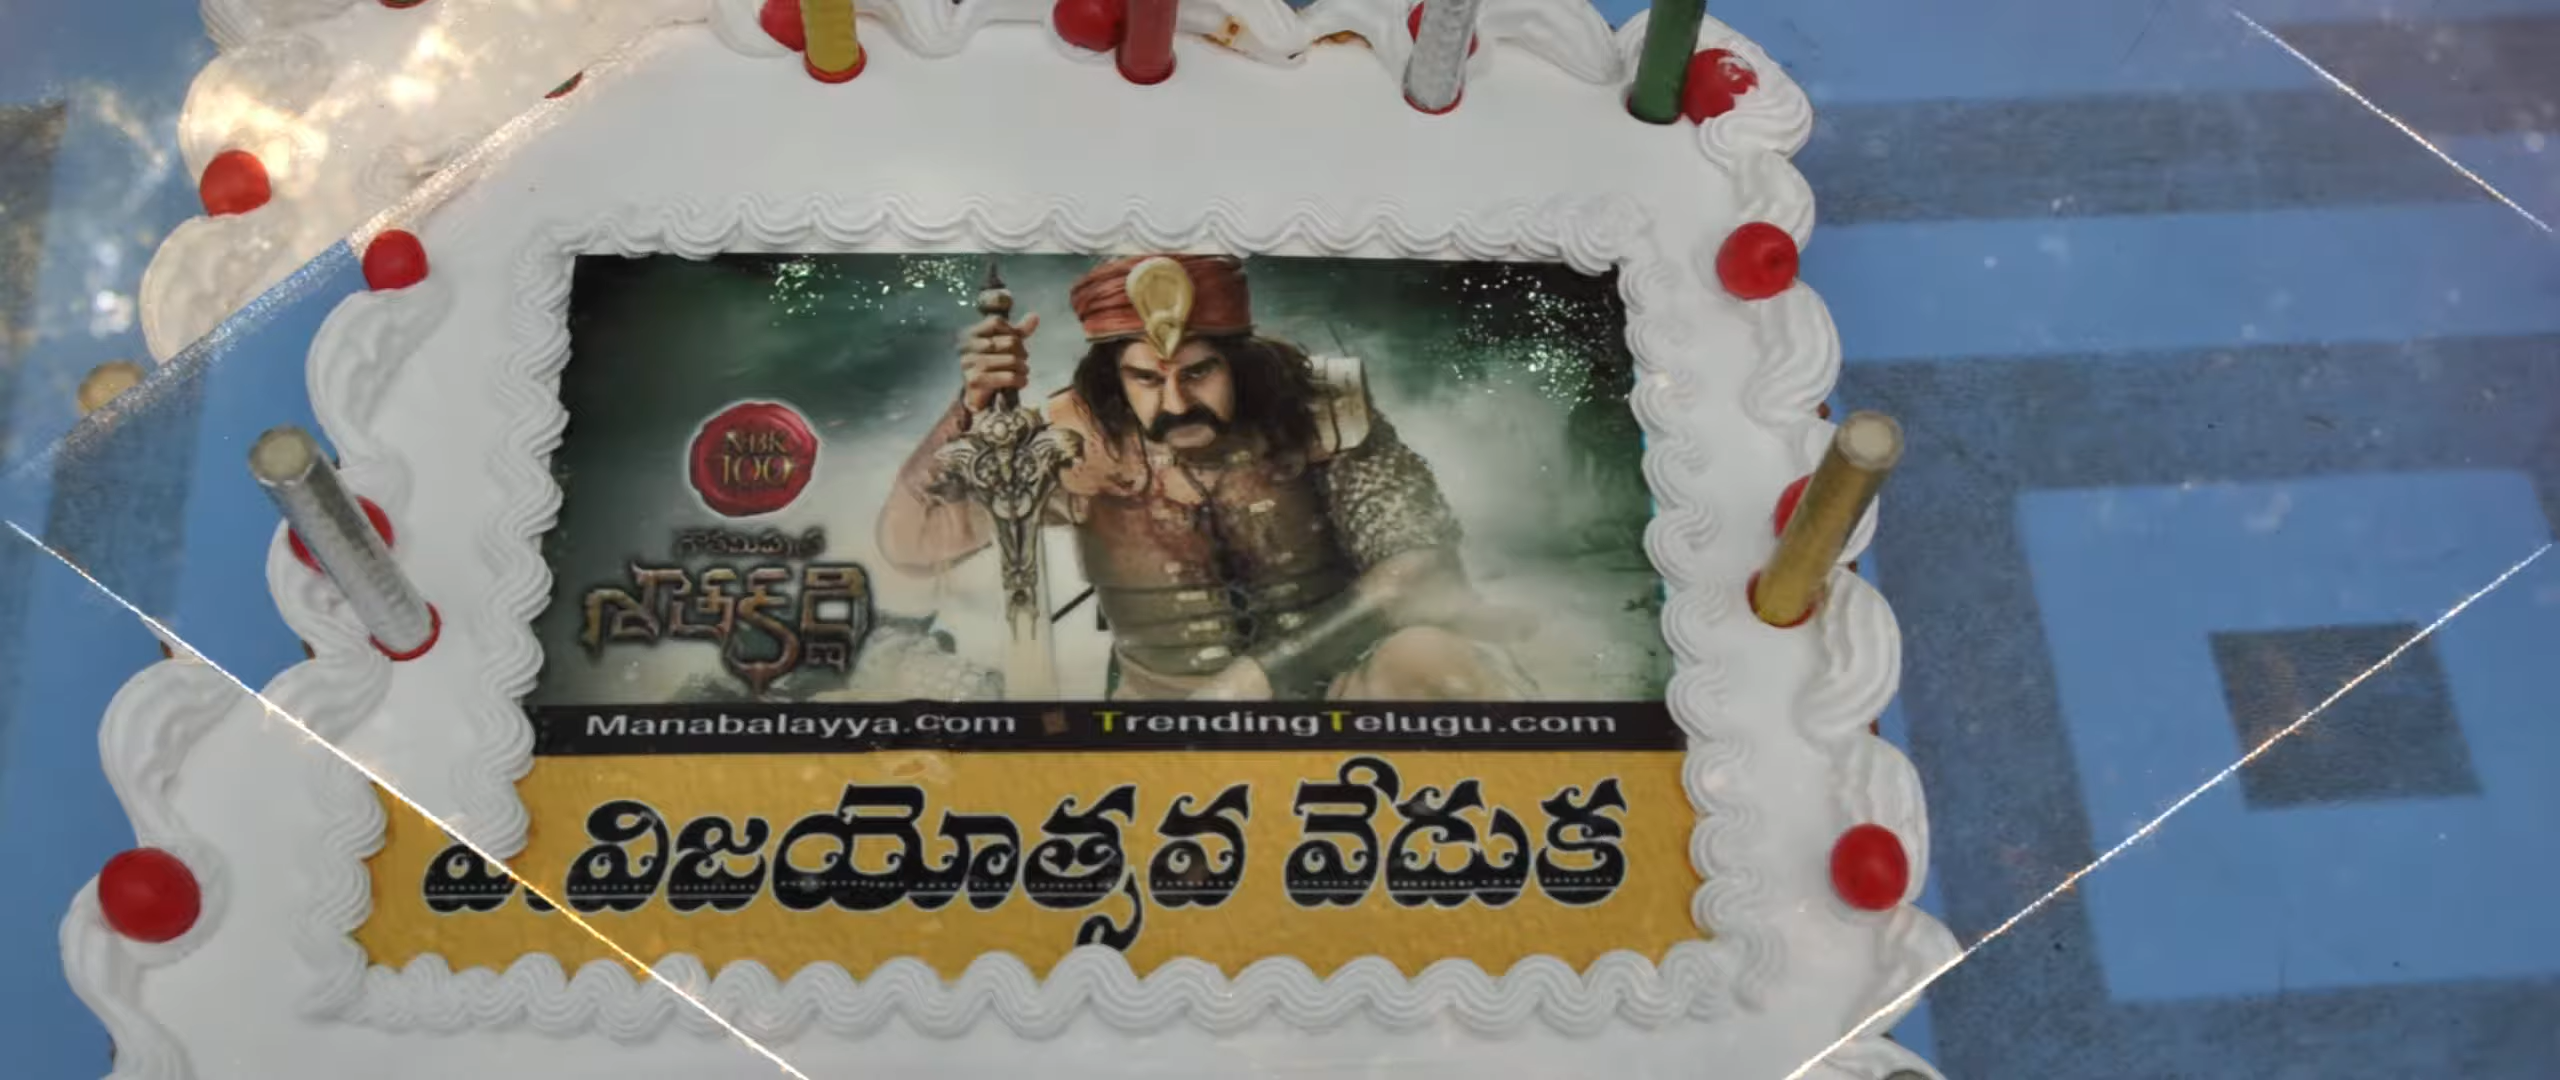 NBK
100
గౌతమిపుత్ర
శాతకర్ణి
Manabalayya.com TrendingTelugu.com
విజయోత్సవ వేడుక